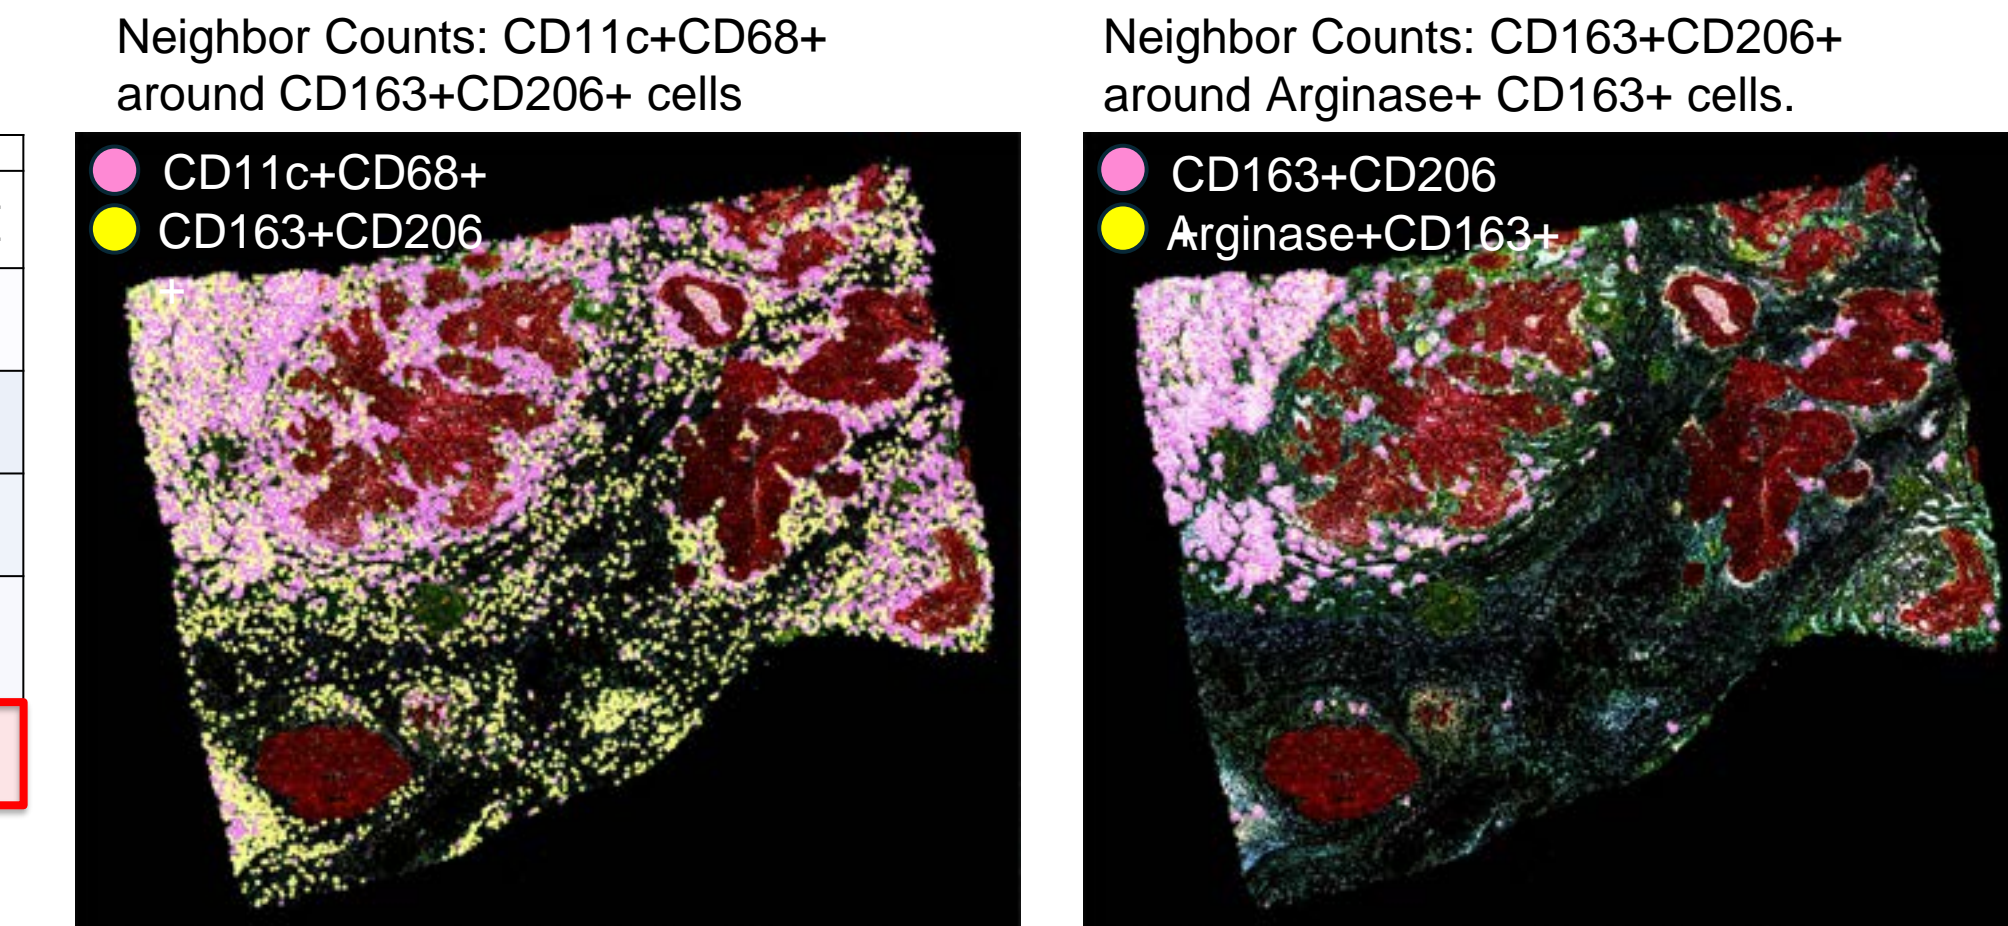 Neighbor Counts: CD11c+CD68+
around CD163+CD206+ cells
CD11c+CD68+
CD163+CD206
+
Neighbor Counts: CD163+CD206+
around Arginase+ CD163+ cells.
CD163+CD206
+
Arginase+CD163+